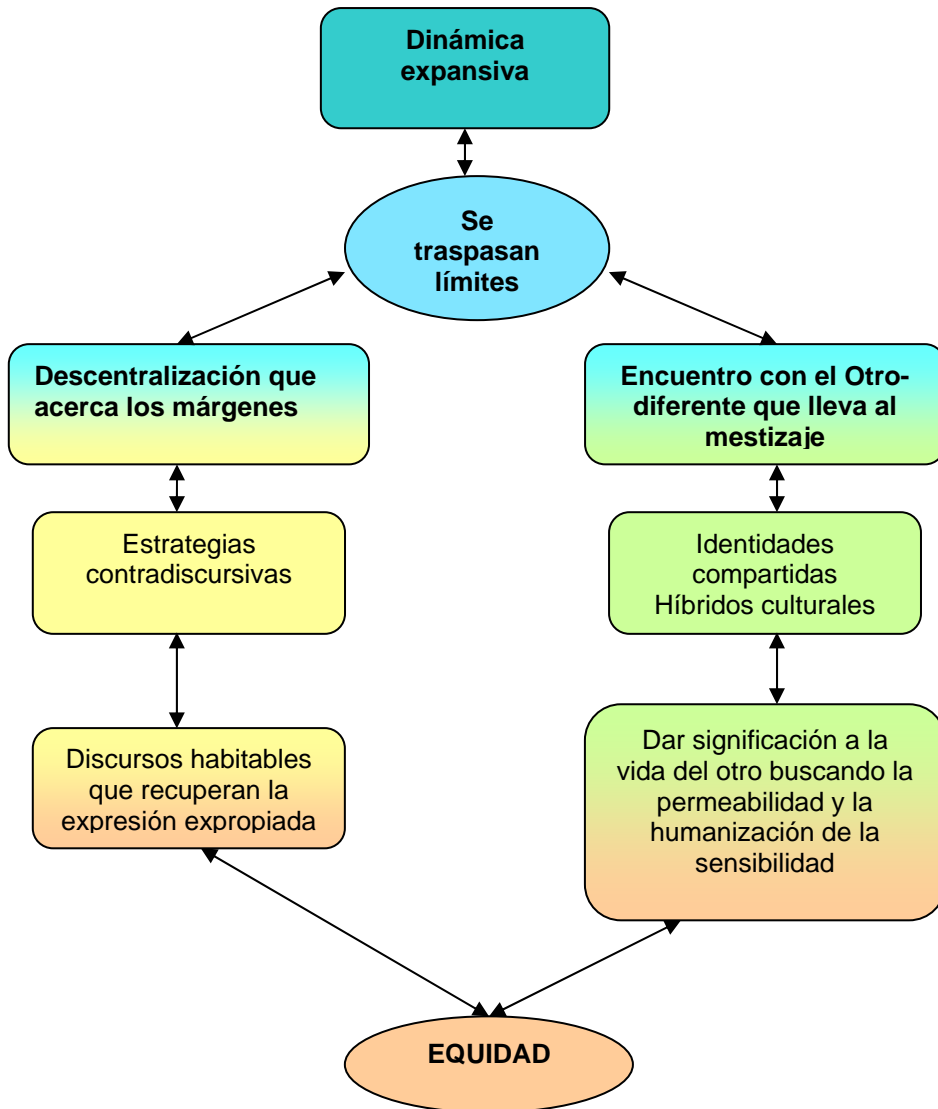 Dinámica
expansiva
Se
traspasan
límites
Descentralización que
acerca los márgenes
Encuentro con el Otro-
diferente que lleva al
mestizaje
Estrategias
contradiscursivas
Identidades
compartidas
Híbridos culturales
Discursos habitables
que recuperan la
expresión expropiada
Dar significación a la
vida del otro buscando la
permeabilidad y la
humanización de la
sensibilidad
EQUIDAD